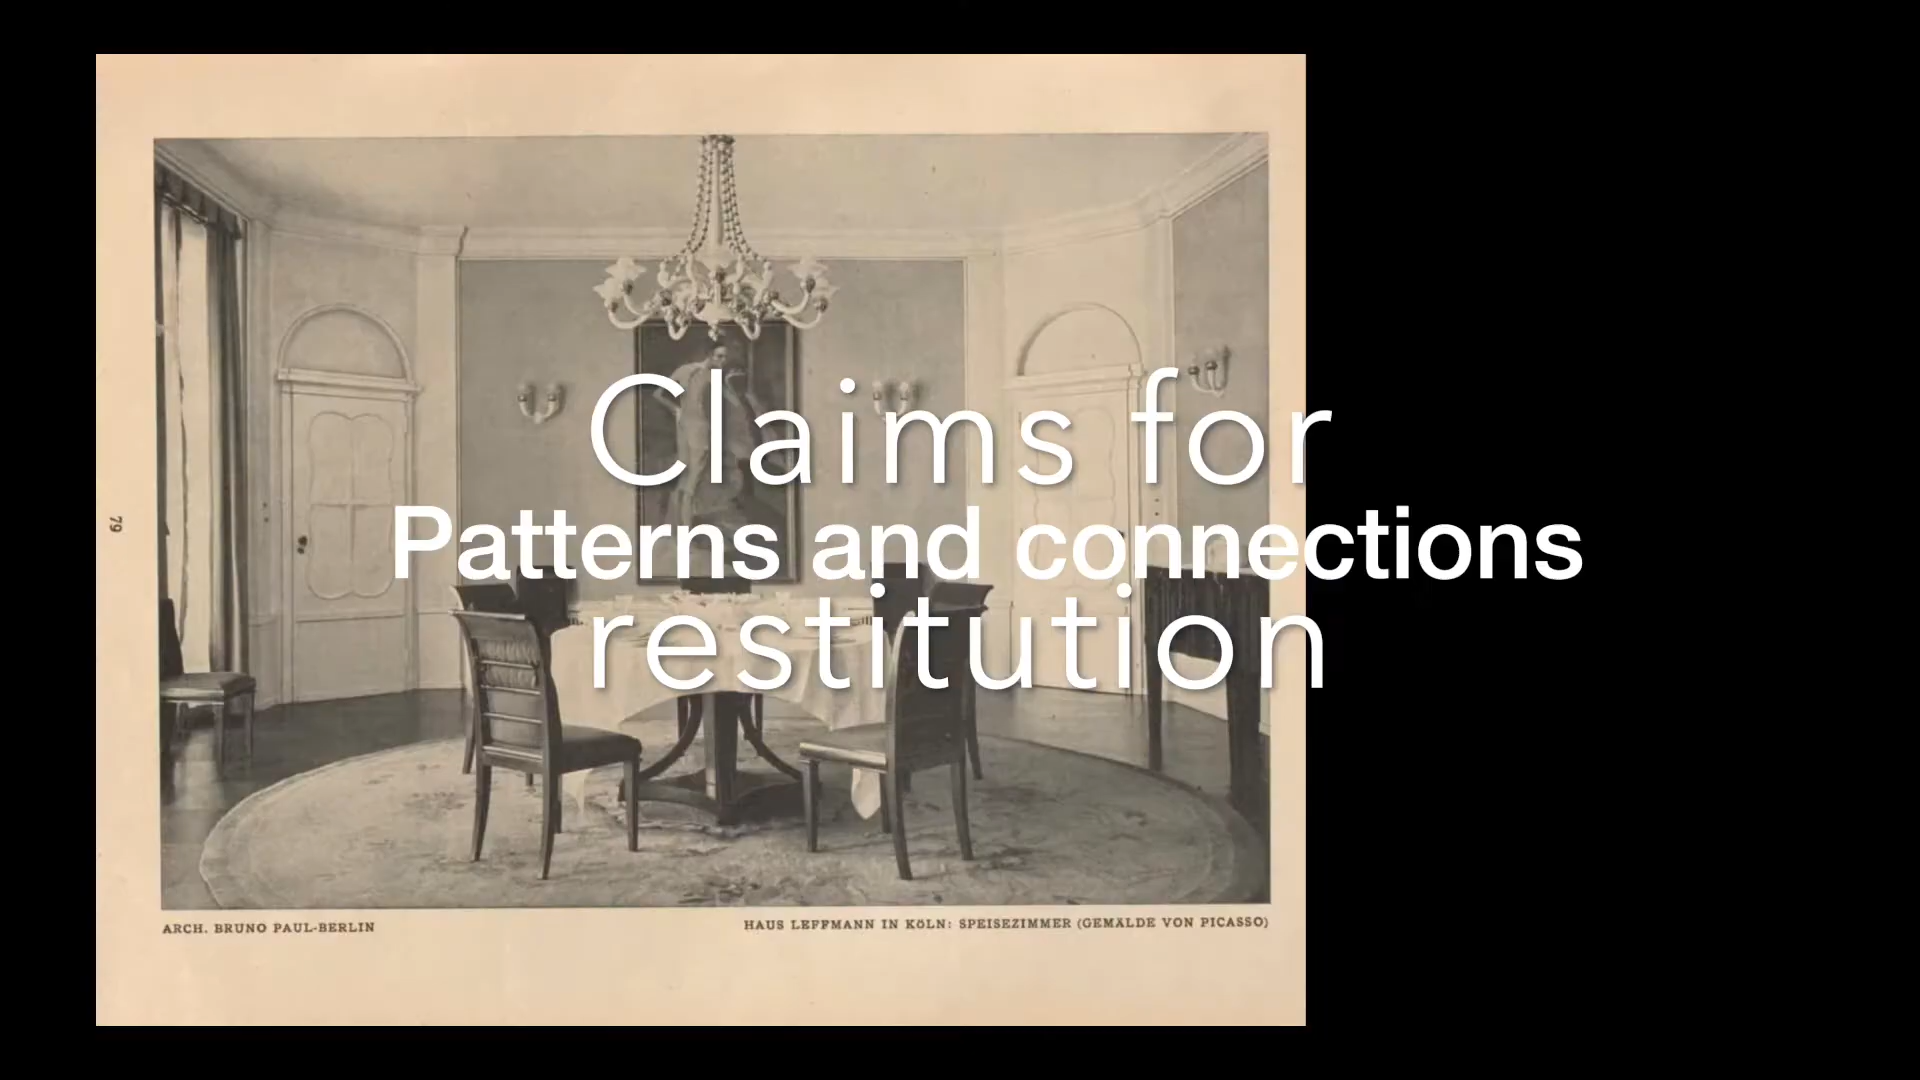 Claims for
Patterns and connections
restitution
79
ARCH. BRUNO PAUL-BERLIN
HAUS LEFFMANN IN KÖLN: SPEISEZIMMER (GEMÄLDE VON PICASSO)